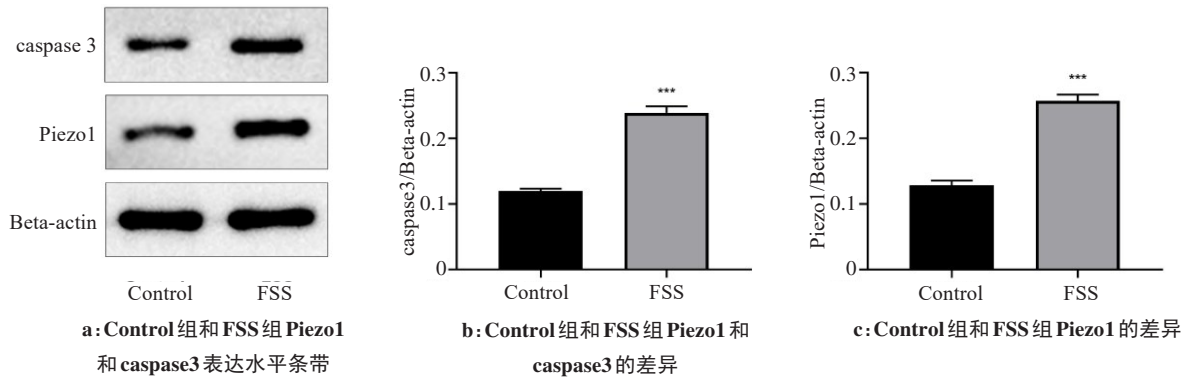 caspase 3
Piezo1
Beta-actin
Control
FSS
a:Control组和FSS组Piezo1
和caspase3表达水平条带
caspase3/Beta-actin
0.3
0.2
0.1
0
***
Control
FSS
b:Control组和FSS组Piezo1和
caspase3的差异
Piezo1/Beta-actin
0.3
0.2
0.1
0
***
Control
FSS
c:Control组和FSS组Piezo1的差异